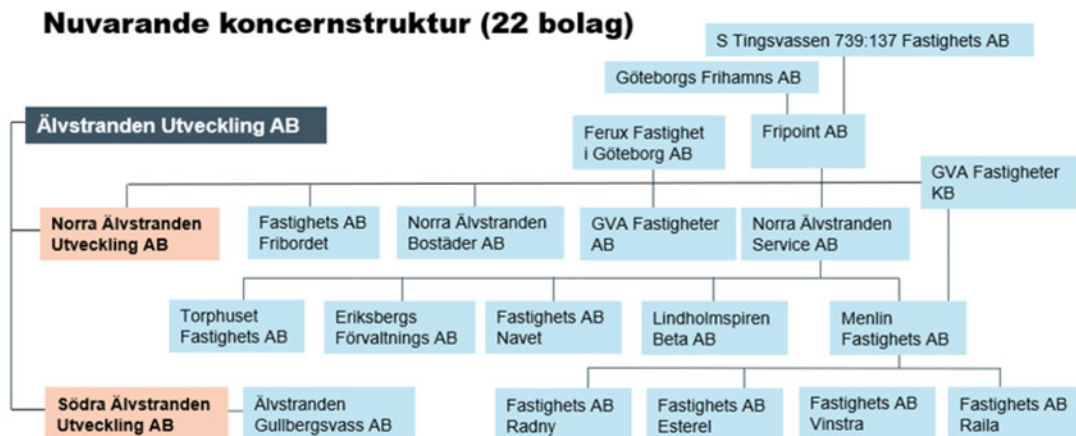 Nuvarande koncernstruktur (22 bolag)
S Tingsvassen 739:137 Fastighets AB
Göteborgs Frihamns AB
Älvstranden Utveckling AB
Ferux Fastighet
i Göteborg AB
Fripoint AB
GVA Fastigheter
KB
Norra Älvstranden
Utveckling AB
Fastighets AB
Fribordet
Norra Älvstranden
Bostäder AB
GVA Fastigheter
AB
Norra Älvstranden
Service AB
Torphuset
Fastighets AB
Eriksbergs
Förvaltnings AB
Fastighets AB
Navet
Lindholmspiren
Beta AB
Menlin
Fastighets AB
Södra Älvstranden
Utveckling AB
Älvstranden
Gullbergsvass AB
Fastighets AB
Radny
Fastighets AB
Esterel
Fastighets AB
Vinstra
Fastighets AB
Raila